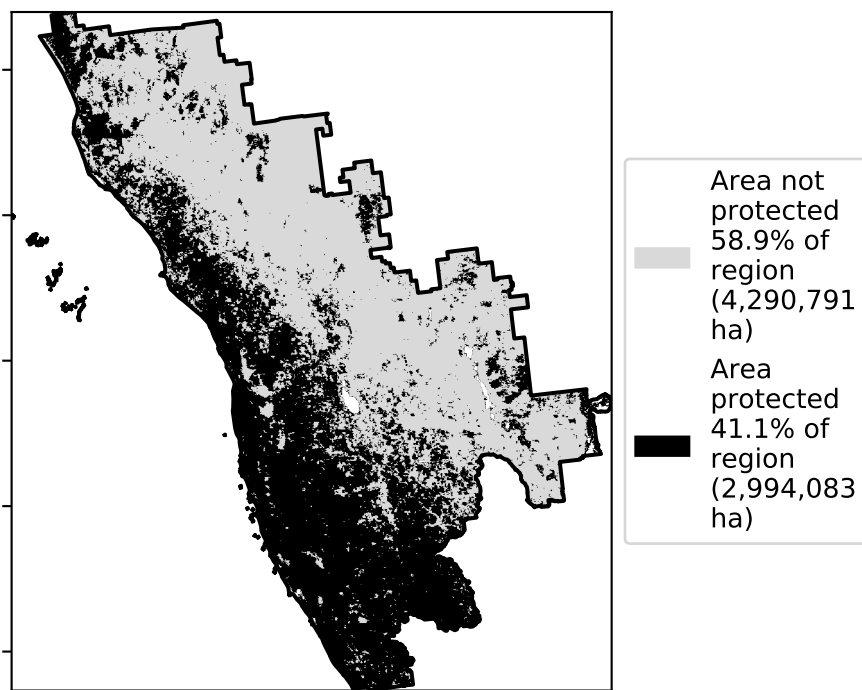 Area not
protected
58.9% of
region
(4,290,791
ha)
Area
protected
41.1% of
region
(2,994,083
ha)